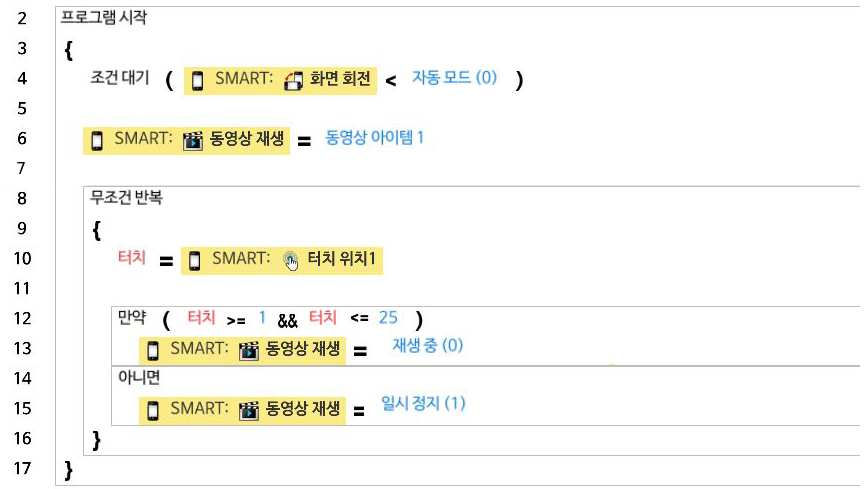 2 프로그램 시작
3 {
4 조건 대기 ( SMART: 화면 회전 < 자동 모드 (0) )
5
6 SMART: 동영상 재생 = 동영상 아이템 1
7
8 무조건 반복
9 {
10 터치 = SMART: 터치 위치1
11
12 만약 ( 터치 >= 1 && 터치 <= 25 )
13 SMART: 동영상 재생 = 재생 중 (0)
14 아니면
15 SMART: 동영상 재생 = 일시 정지 (1)
16 }
17 }